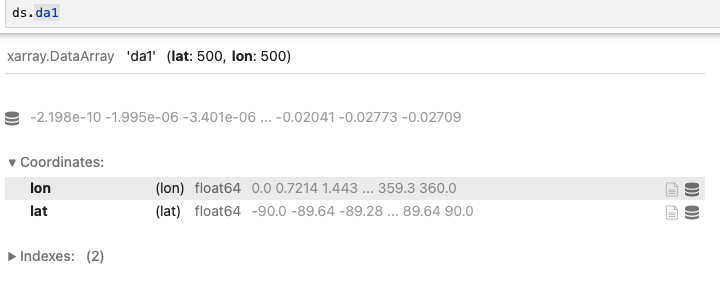 ds.da1
xarray.DataArray 'da1' (lat: 500, lon: 500)
-2.198e-10 -1.995e-06 -3.401e-06 ... -0.02041 -0.02773 -0.02709
▼ Coordinates:
lon (lon) float64 0.0 0.7214 1.443 ... 359.3 360.0
lat (lat) float64 -90.0 -89.64 -89.28 ... 89.64 90.0
► Indexes: (2)